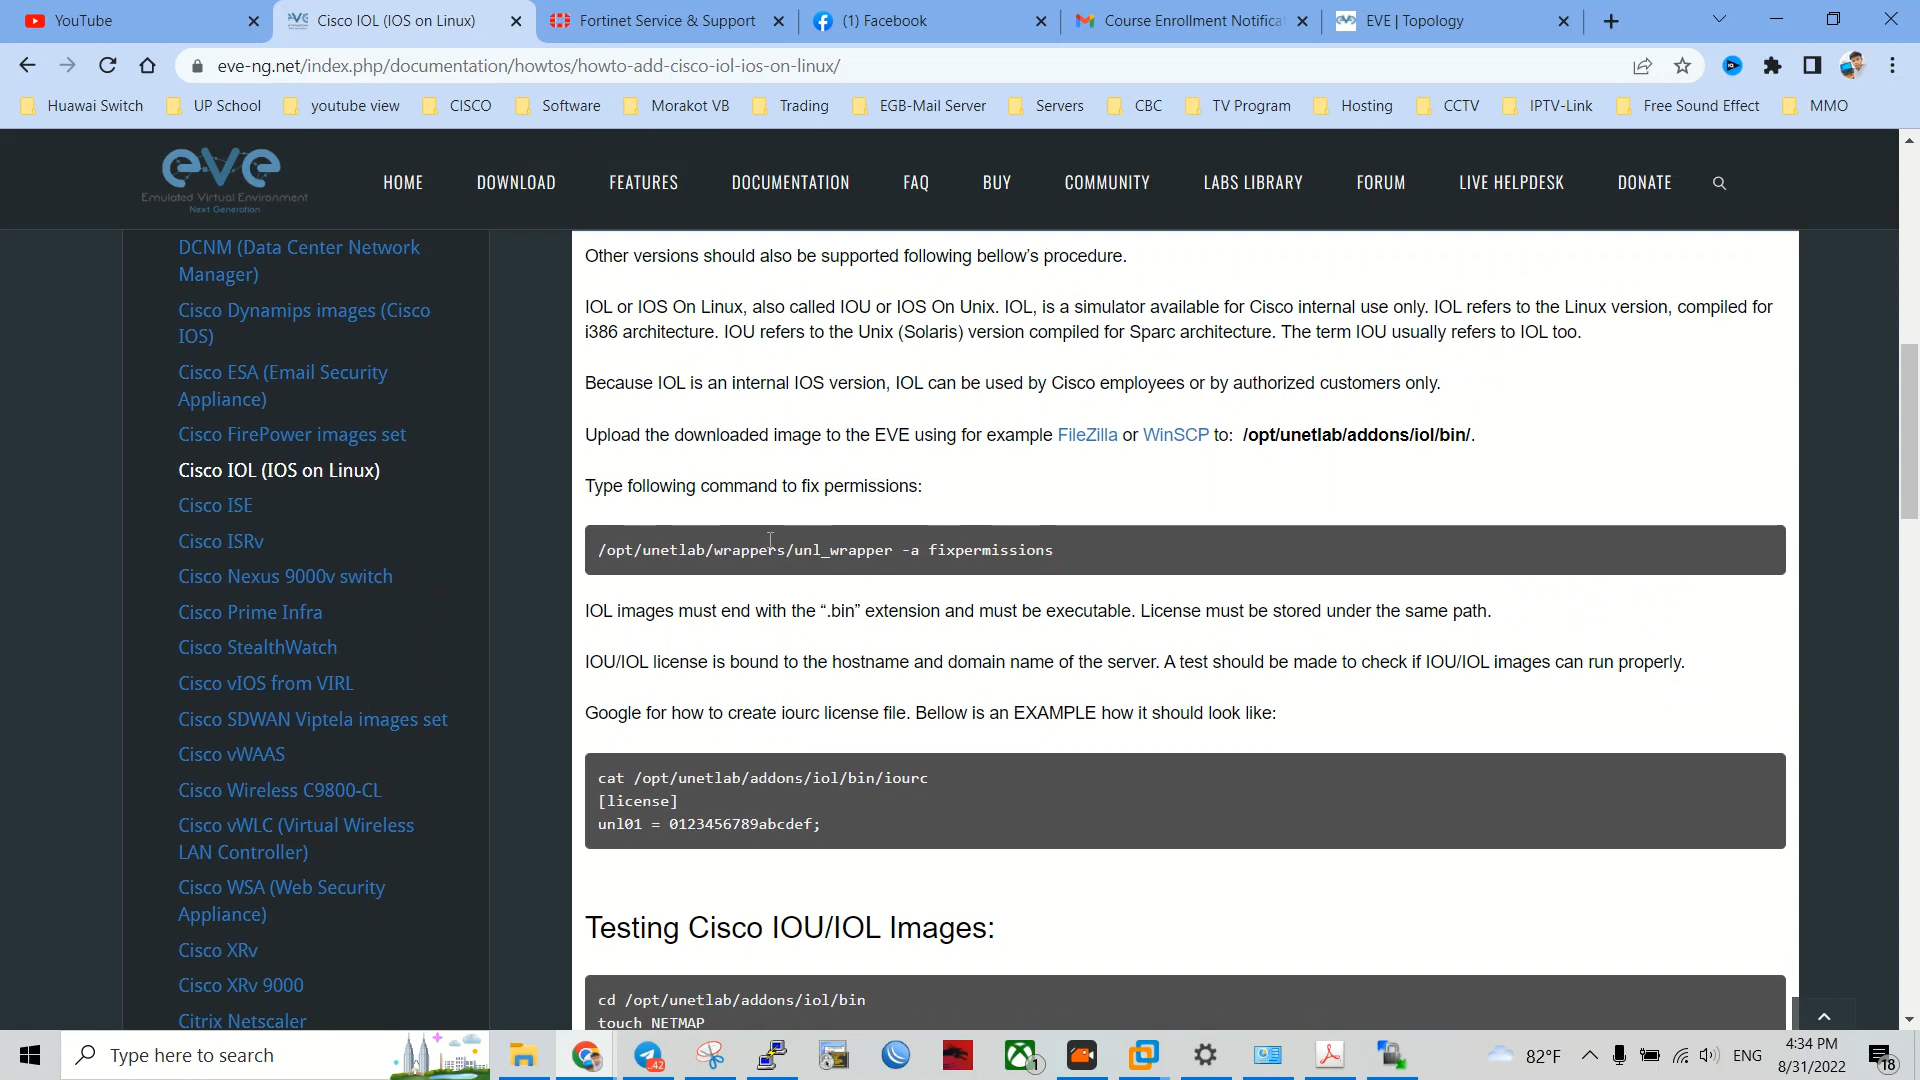 YouTube
Cisco IOL (IOS on Linux)
Fortinet Service & Support
(1) Facebook
Course Enrollment Notifica
EVE | Topology
eve-ng.net/index.php/documentation/howtos/howto-add-cisco-iol-ios-on-linux/
Huawai Switch
UP School
youtube view
CISCO
Software
Morakot VB
Trading
EGB-Mail Server
Servers
CBC
TV Program
Hosting
CCTV
IPTV-Link
Free Sound Effect
MMO
eve
Emulated Virtual Environment
Next Generation
HOME
DOWNLOAD
FEATURES
DOCUMENTATION
FAQ
BUY
COMMUNITY
LABS LIBRARY
FORUM
LIVE HELPDESK
DONATE
DCNM (Data Center Network
Manager)
Cisco Dynamips images (Cisco
IOS)
Cisco ESA (Email Security
Appliance)
Cisco FirePower images set
Cisco IOL (IOS on Linux)
Cisco ISE
Cisco ISRv
Cisco Nexus 9000v switch
Cisco Prime Infra
Cisco StealthWatch
Cisco vIOS from VIRL
Cisco SDWAN Viptela images set
Cisco vWAAS
Cisco Wireless C9800-CL
Cisco vWLC (Virtual Wireless
LAN Controller)
Cisco WSA (Web Security
Appliance)
Cisco XRv
Cisco XRv 9000
Citrix Netscaler
Other versions should also be supported following bellow's procedure.
IOL or IOS On Linux, also called IOU or IOS On Unix. IOL, is a simulator available for Cisco internal use only. IOL refers to the Linux version, compiled for
i386 architecture. IOU refers to the Unix (Solaris) version compiled for Sparc architecture. The term IOU usually refers to IOL too.
Because IOL is an internal IOS version, IOL can be used by Cisco employees or by authorized customers only.
Upload the downloaded image to the EVE using for example FileZilla or WinSCP to: /opt/unetlab/addons/iol/bin/.
Type following command to fix permissions:
/opt/unetlab/wrappers/unl_wrapper -a fixpermissions
IOL images must end with the “.bin” extension and must be executable. License must be stored under the same path.
IOU/IOL license is bound to the hostname and domain name of the server. A test should be made to check if IOU/IOL images can run properly.
Google for how to create iourc license file. Bellow is an EXAMPLE how it should look like:
cat /opt/unetlab/addons/iol/bin/iourc
[license]
unl01 = 0123456789abcdef;
Testing Cisco IOU/IOL Images:
cd /opt/unetlab/addons/iol/bin
touch NETMAP
Type here to search
42
1
82°F
ENG
4:34 PM
8/31/2022
18